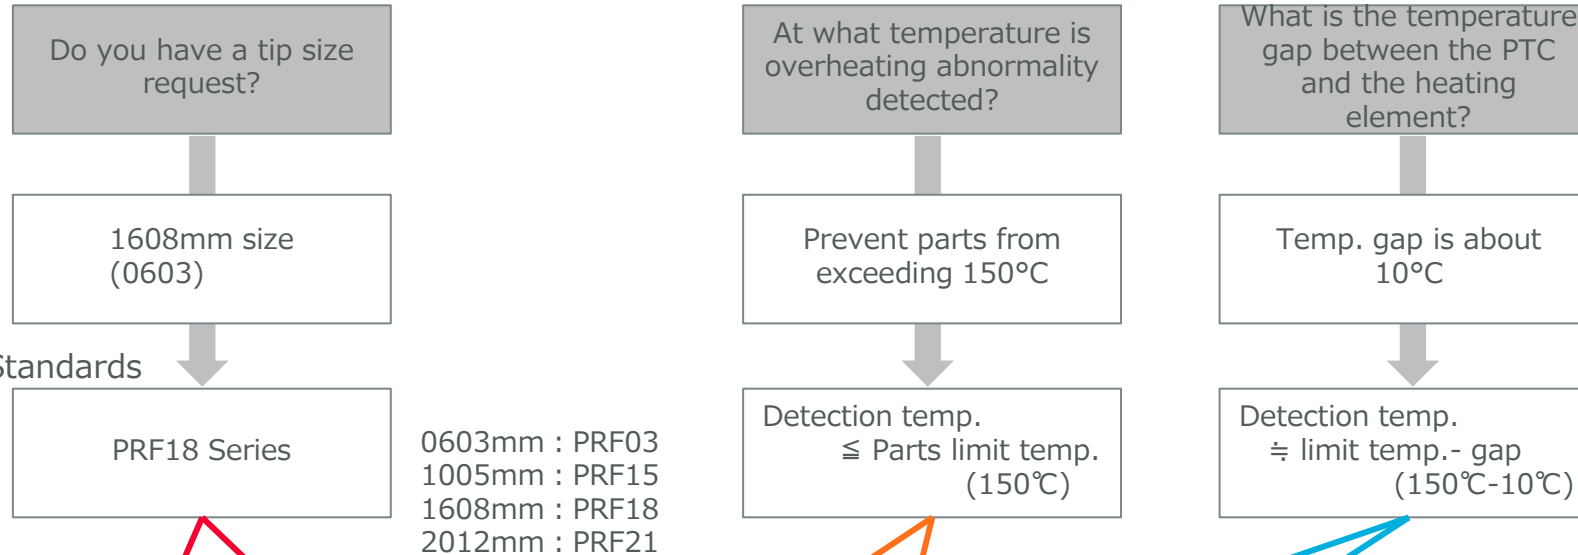 Do you have a tip size
request?
1608mm size
(0603)
Standards
PRF18 Series
0603mm : PRF03
1005mm : PRF15
1608mm : PRF18
2012mm : PRF21
At what temperature is
overheating abnormality
detected?
Prevent parts from
exceeding 150°C
Detection temp.
≦ Parts limit temp.
(150℃)
What is the temperature
gap between the PTC
and the heating
element?
Temp. gap is about
10°C
Detection temp.
≒ limit temp.- gap
(150℃-10℃)